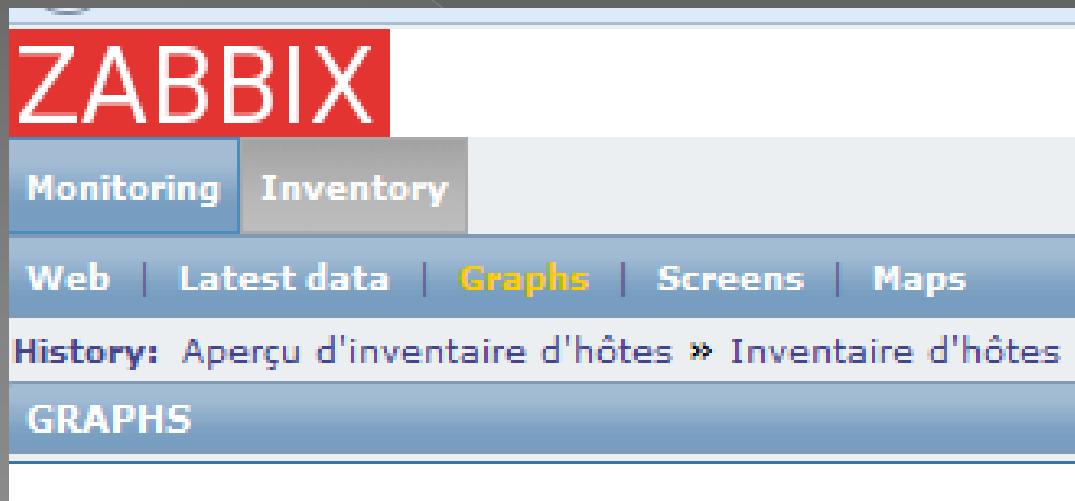 ZABBIX
Monitoring Inventory
Web | Latest data | Graphs | Screens | Maps
History: Aperçu d'inventaire d'hôtes » Inventaire d'hôtes
GRAPHS